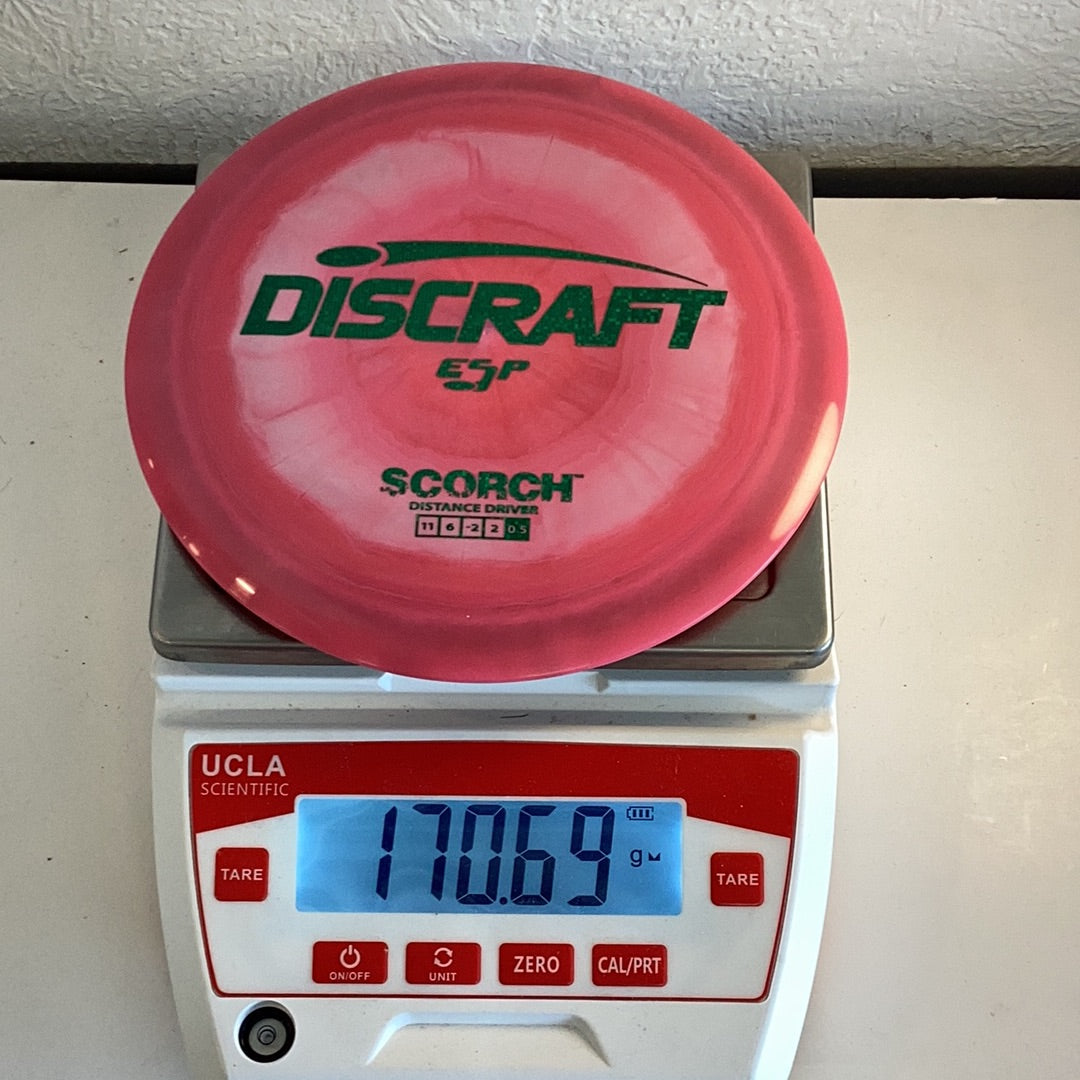 DISCRAFT
ESP
SCORCH™
DISTANCE DRIVER
11 6 -2 2 0.5
UCLA
SCIENTIFIC
170.69 g
TARE
TARE
ON/OFF
UNIT
ZERO
CAL/PRT